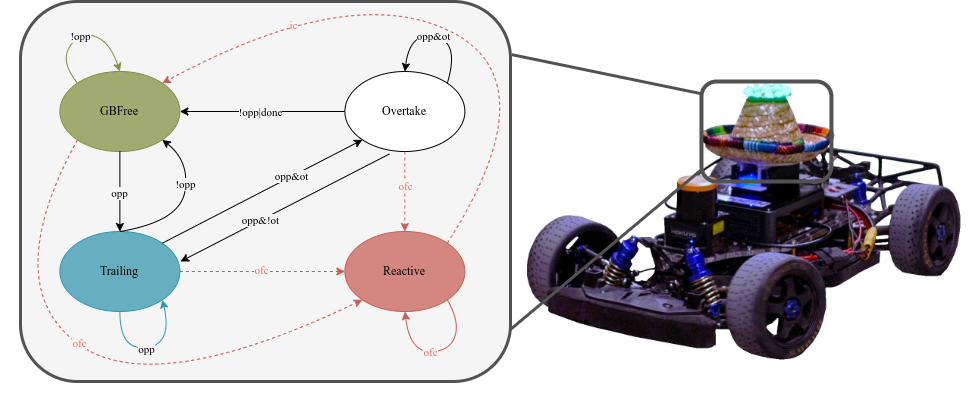 ic
!opp
opp&ot
GBFree
!opp|done
Overtake
opp
!opp
opp&ot
ofc
opp&!ot
Trailing
ofc
Reactive
ofc
opp
ofc
HOKUYO